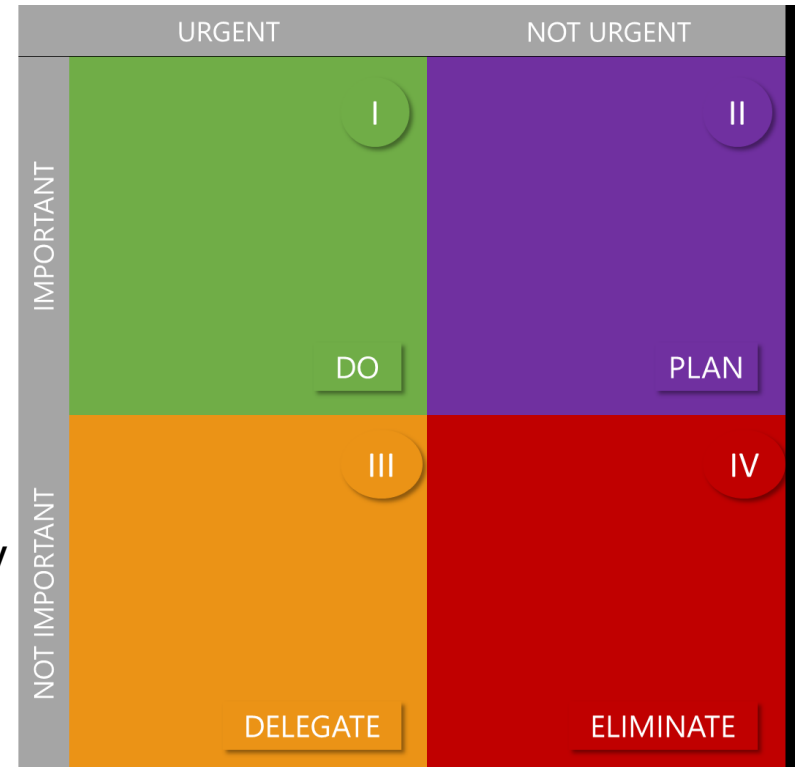 URGENT NOT URGENT
IMPORTANT
I
II
DO
PLAN
NOT IMPORTANT
III
IV
DELEGATE
ELIMINATE